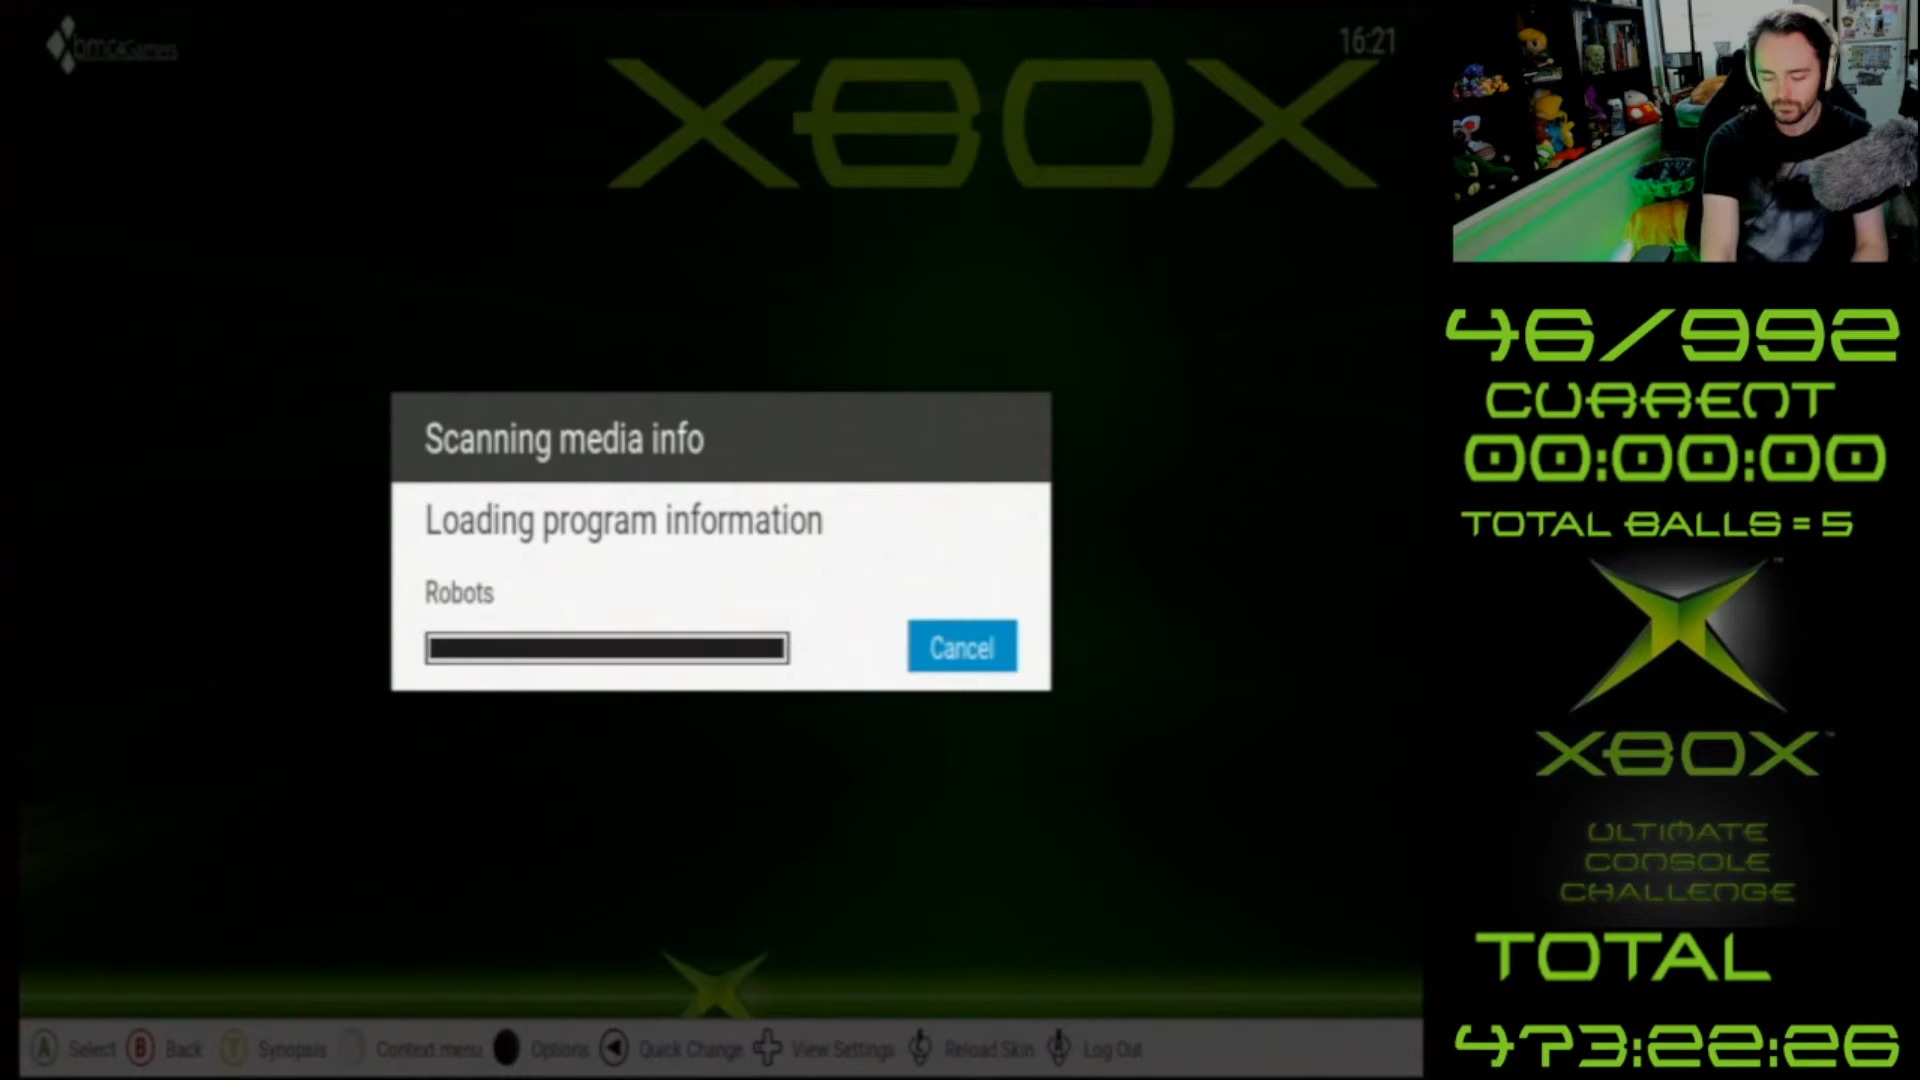 xbmc4Gamers
16:21
XBOX
Scanning media info
Loading program information
Robots
Cancel
A Select B Back Y Synopsis Context menu Options Quick Change View Settings Reload Skin Log Out
46/992
CURRENT
00:00:00
TOTAL BALLS = 5
XBOX
ULTIMATE
CONSOLE
CHALLENGE
TOTAL
473:22:26